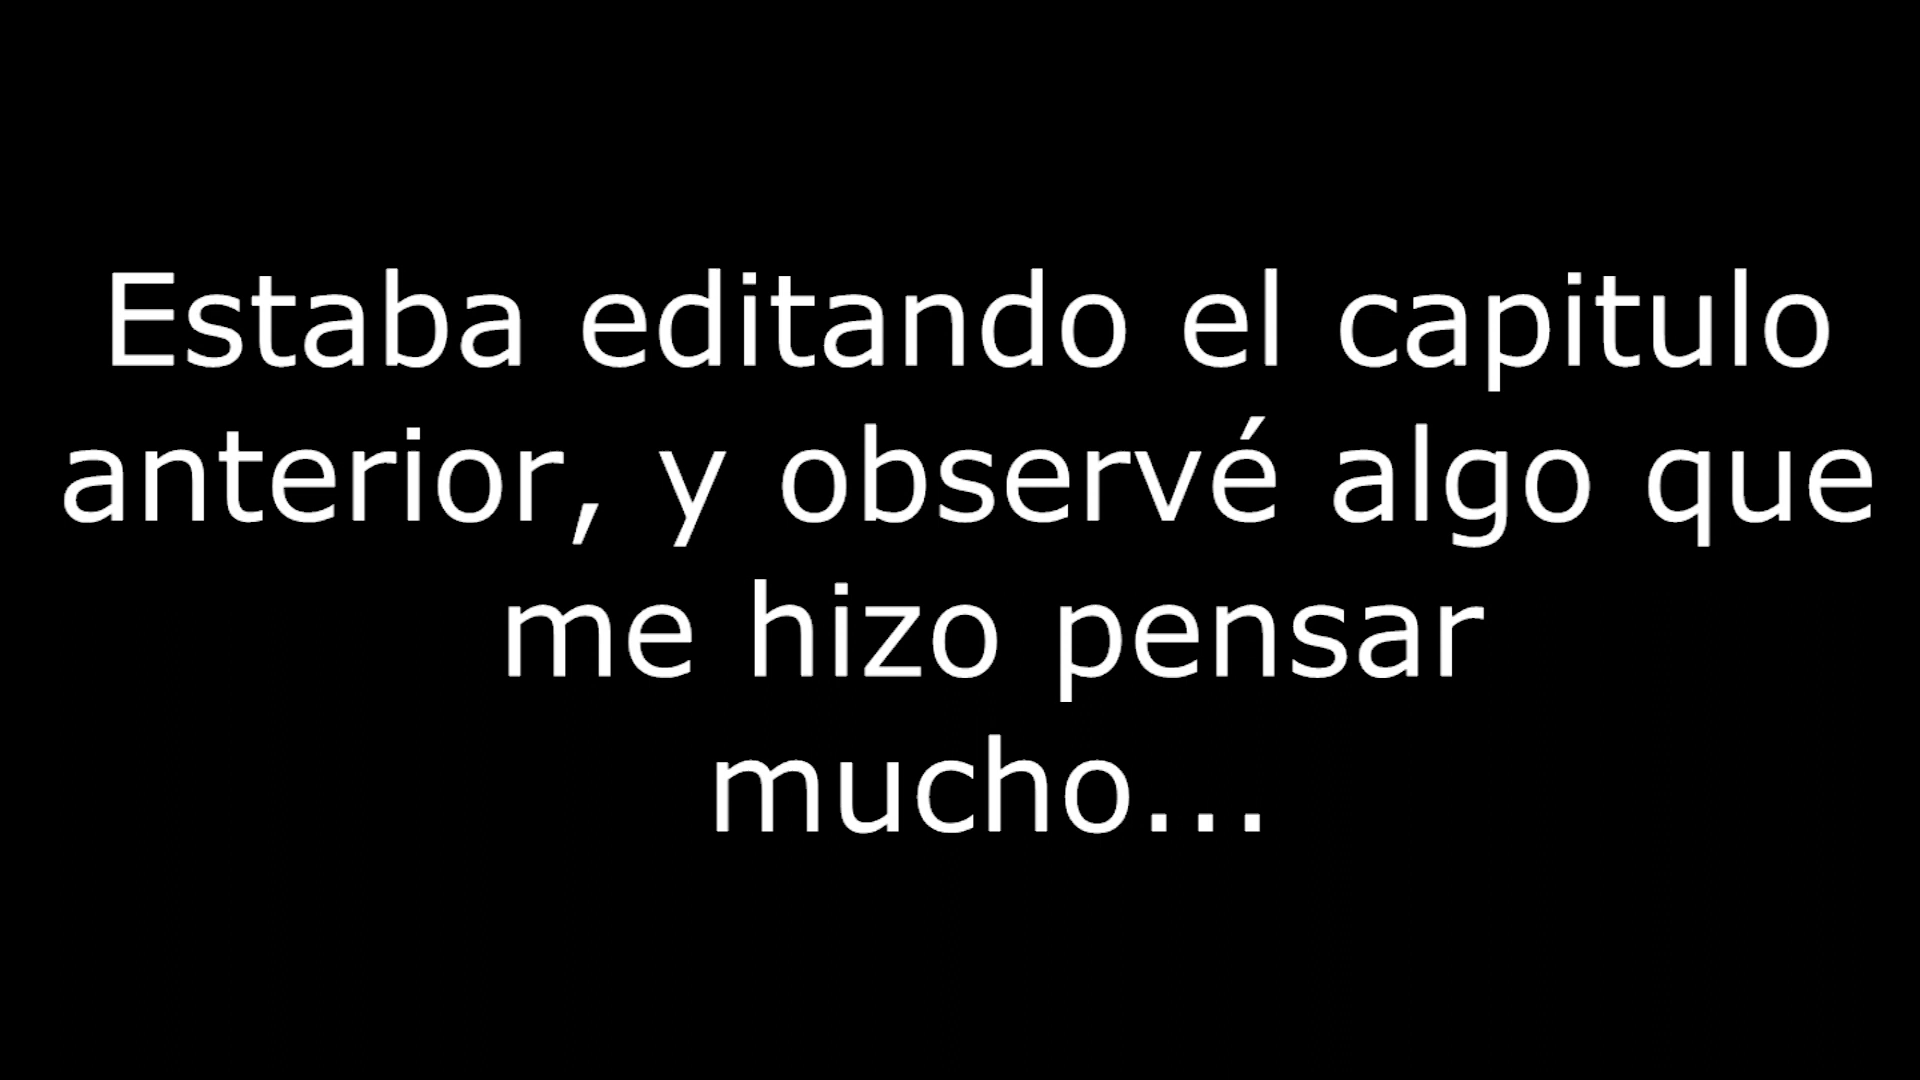 Estaba editando el capitulo
anterior, y observé algo que
me hizo pensar
mucho...